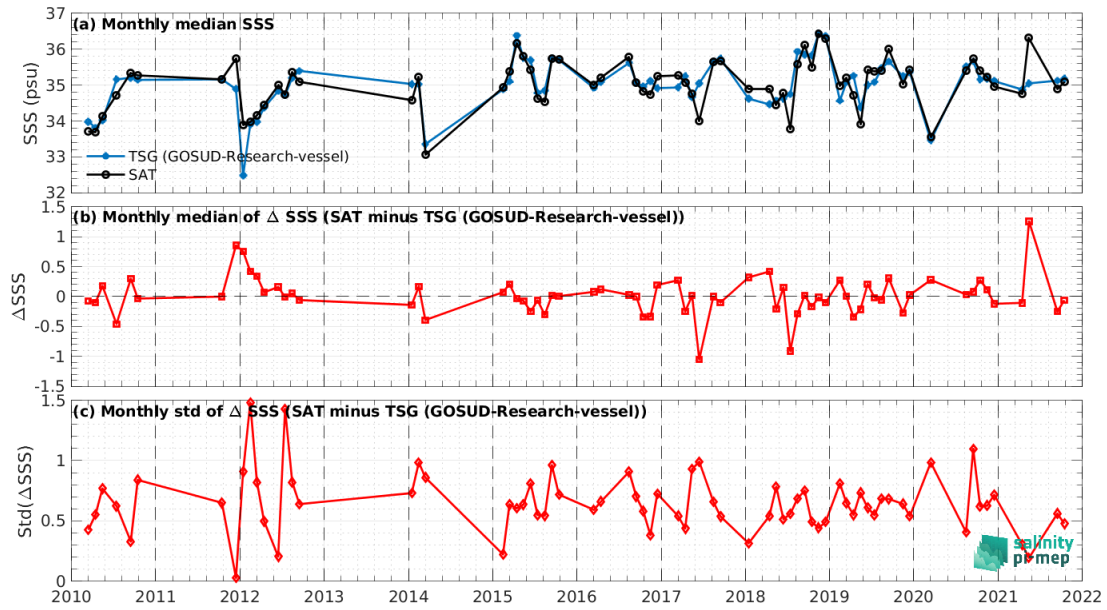 (a) Monthly median SSS
37
36
35
34
33
32
SSS (psu)
TSG (GOSUD-Research-vessel)
SAT
(b) Monthly median of Δ SSS (SAT minus TSG (GOSUD-Research-vessel))
1.5
1
0.5
0
-0.5
-1
-1.5
ΔSSS
(c) Monthly std of Δ SSS (SAT minus TSG (GOSUD-Research-vessel))
1.5
1
0.5
0
Std(ΔSSS)
salinity
pi-mep
2010 2011 2012 2013 2014 2015 2016 2017 2018 2019 2020 2021 2022